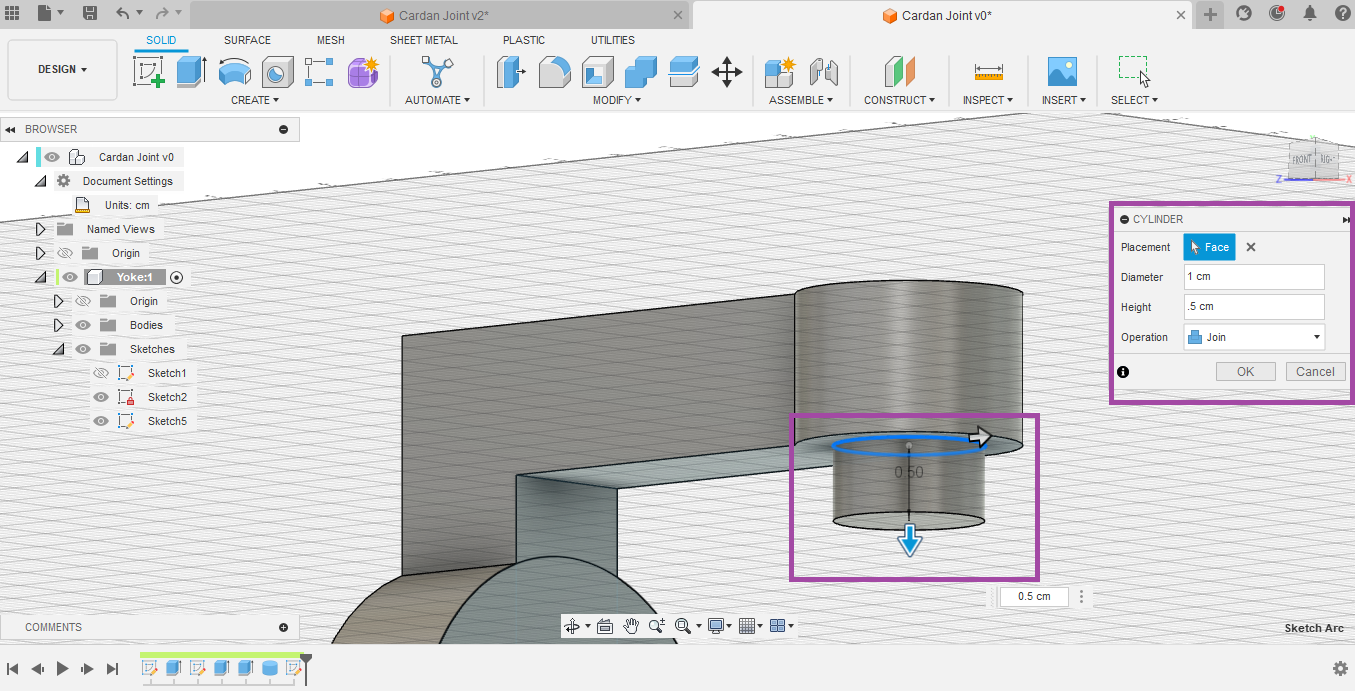 Cardan Joint v2*
Cardan Joint v0*
DESIGN
SOLID SURFACE MESH SHEET METAL PLASTIC UTILITIES
CREATE AUTOMATE MODIFY ASSEMBLE CONSTRUCT INSPECT INSERT SELECT
BROWSER
Cardan Joint v0
Document Settings
Units: cm
Named Views
Origin
Yoke:1
Origin
Bodies
Sketches
Sketch1
Sketch2
Sketch5
FRONT
Z X
CYLINDER
Placement Face
Diameter 1 cm
Height .5 cm
Operation Join
OK Cancel
0.50
0.5 cm
COMMENTS
Sketch Arc